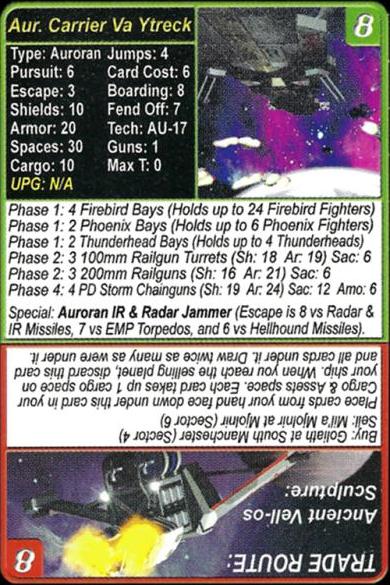 Aur. Carrier Va Ytreck
8
Type: Auroran Jumps: 4
Pursuit: 6 Card Cost: 6
Escape: 3 Boarding: 8
Shields: 10 Fend Off: 7
Armor: 20 Tech: AU-17
Spaces: 30 Guns: 1
Cargo: 10 Max T: 0
UPG: N/A
Phase 1: 4 Firebird Bays (Holds up to 24 Firebird Fighters)
Phase 1: 2 Phoenix Bays (Holds up to 6 Phoenix Fighters)
Phase 1: 2 Thunderhead Bays (Holds up to 4 Thunderheads)
Phase 2: 3 100mm Railgun Turrets (Sh: 18 Ar: 19) Sac: 6
Phase 2: 3 200mm Railguns (Sh: 16 Ar: 21) Sac: 6
Phase 4: 4 PD Storm Chainguns (Sh: 19 Ar: 24) Sac: 12 Amo: 6
Special: Auroran IR & Radar Jammer (Escape is 8 vs Radar &
IR Missiles, 7 vs EMP Torpedos, and 6 vs Hellhound Missiles).
TRADE ROUTE:
8
Ancient Vell-os
Sculpture:
Buy: Goliath at South Manchester (Sector 4)
Sell: Mil'a at Mjolnir (Sector 6)
Place cards from your hand face down under this card in your
Cargo & Assets space. Each card takes up 1 cargo space on
your ship. When you reach the selling planet, discard this card
and all cards under it. Draw twice as many as were under it.